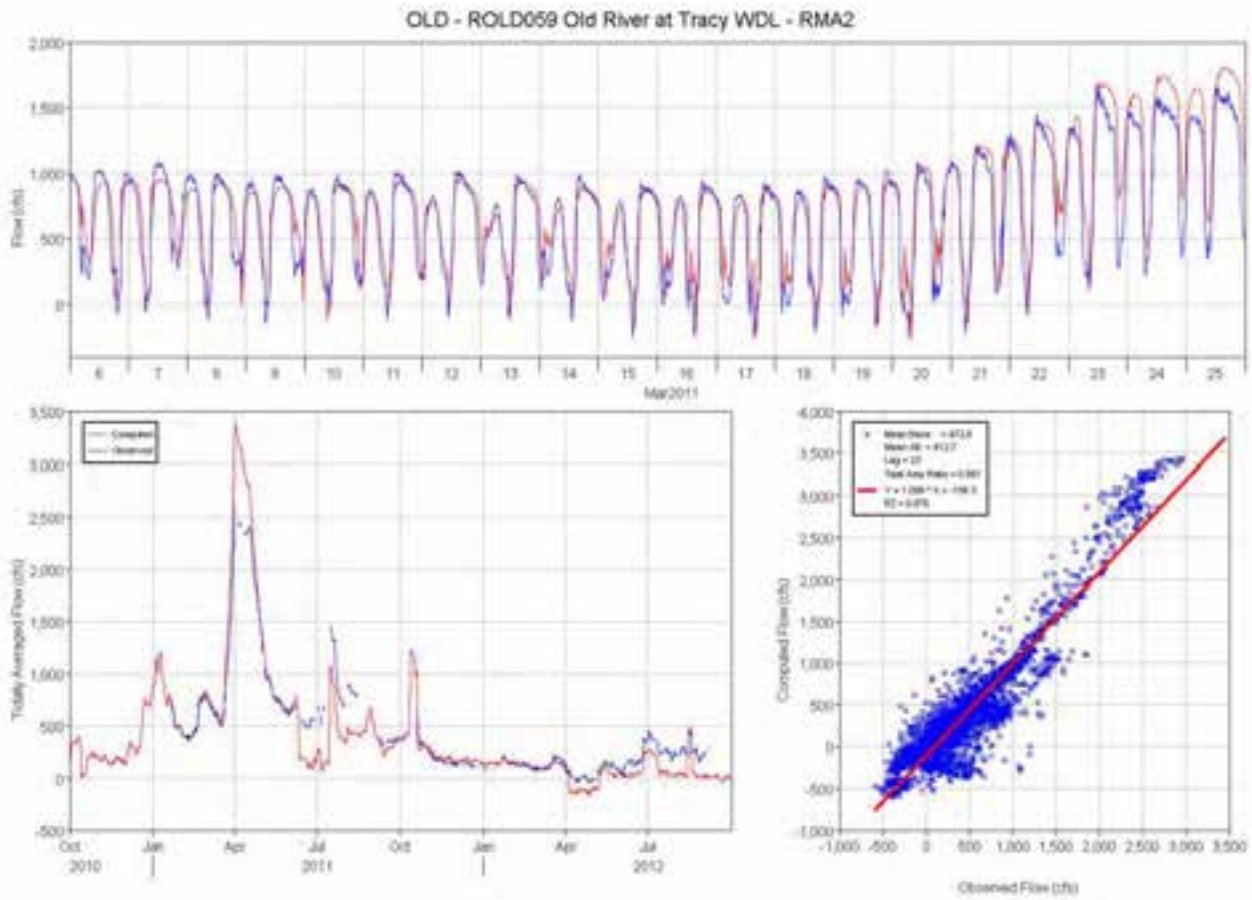 OLD - ROLD059 Old River at Tracy WDL - RMA2
2,000
1,500
1,000
500
0
Flow (cfs)
6 7 8 9 10 11 12 13 14 15 16 17 18 19 20 21 22 23 24 25
Mar2011
3,500
3,000
2,500
2,000
1,500
1,000
500
0
-500
Tidally Averaged Flow (cfs)
Computed
Observed
Oct Jan Apr Jul Oct Jan Apr Jul
2010 2011 2012
4,000
3,500
3,000
2,500
2,000
1,500
1,000
500
0
-500
-1,000
Computed Flow (cfs)
Mean
Mean
Lag
Ratio
-1,000 -500 0 500 1,000 1,500 2,000 2,500 3,000 3,500
Observed Flow (cfs)